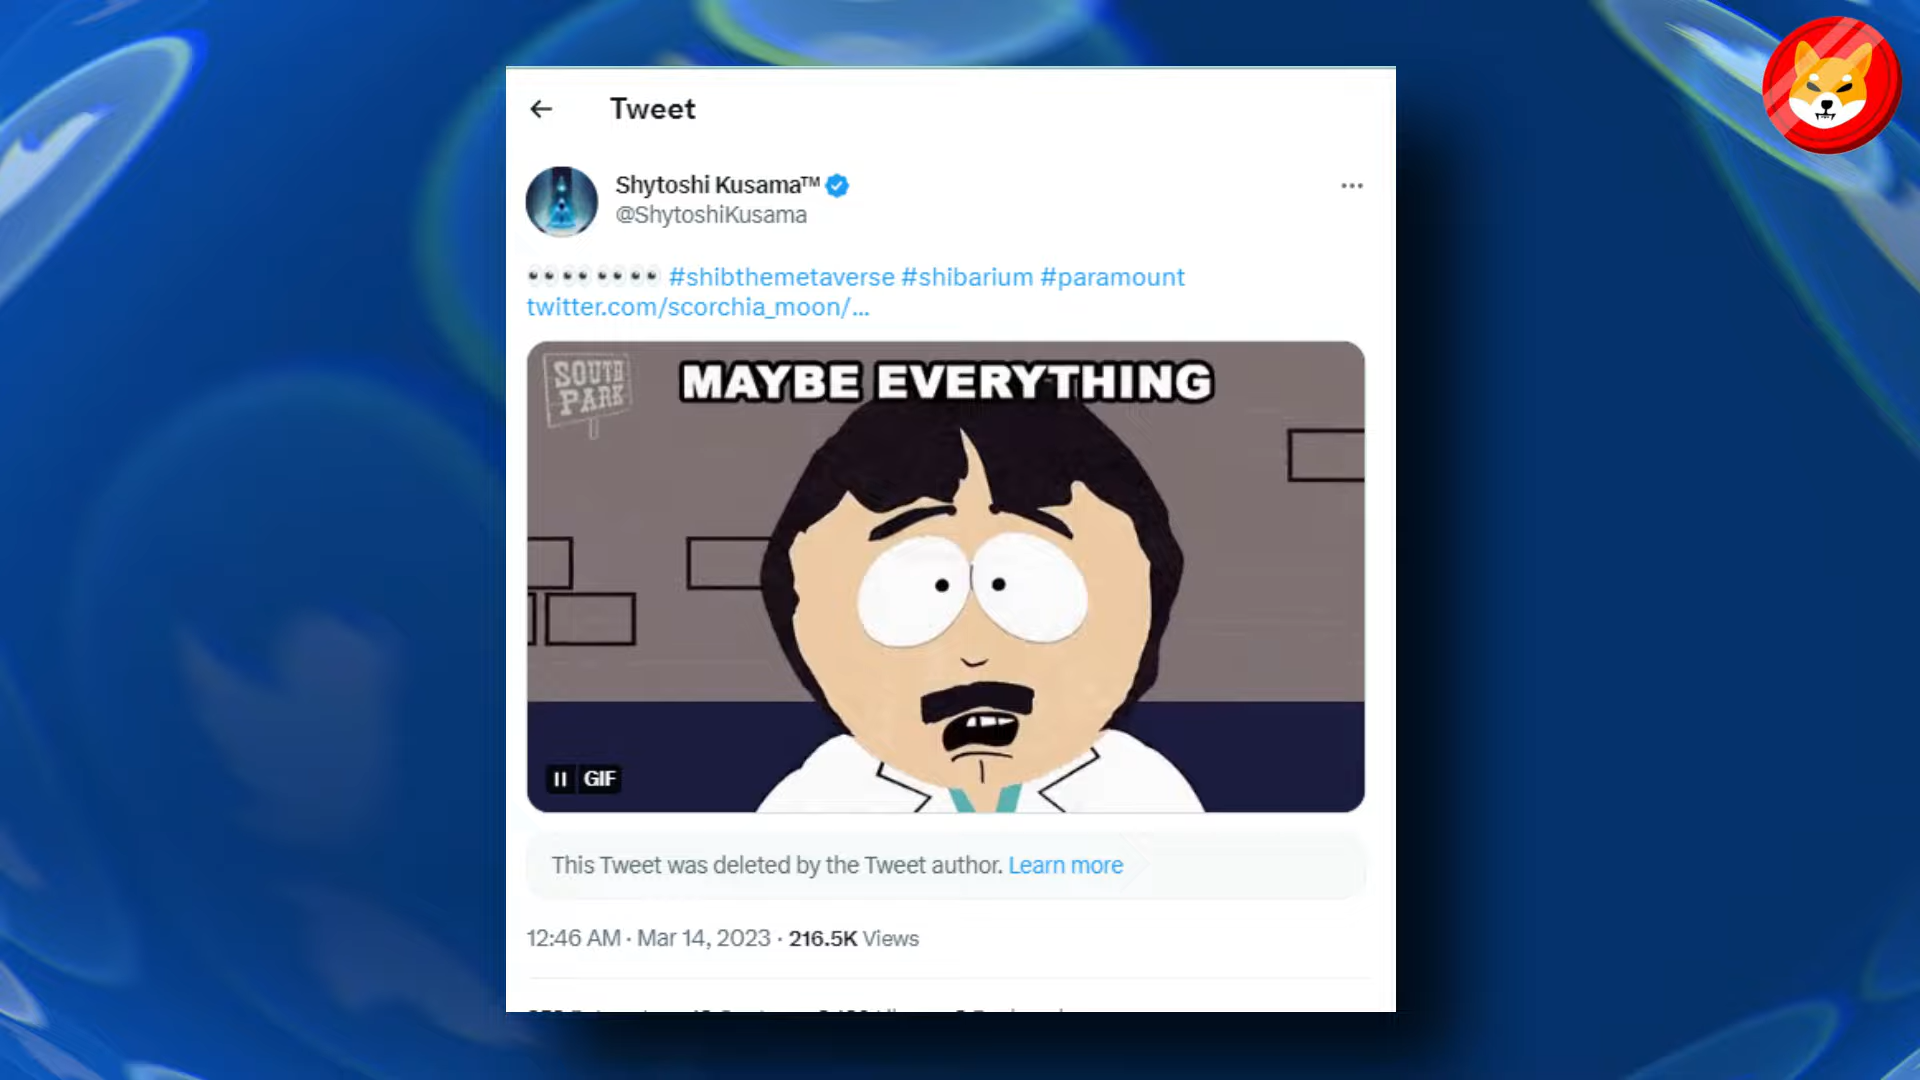 Tweet
Shytoshi Kusama™
@ShytoshiKusama
👀👀👀👀 #shibthemetaverse #shibarium #paramount
twitter.com/scorchia_moon/...
SOUTH
PARK
MAYBE EVERYTHING
GIF
This Tweet was deleted by the Tweet author. Learn more
12:46 AM · Mar 14, 2023 · 216.5K Views